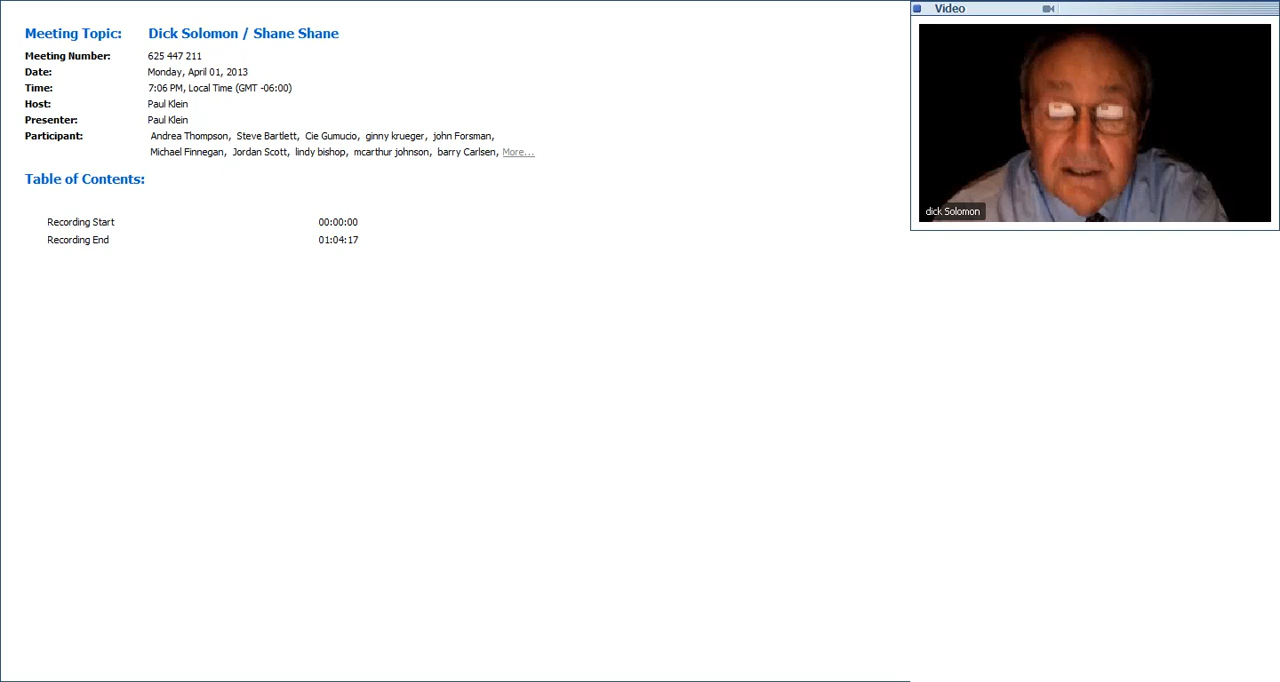 Meeting Topic: Dick Solomon / Shane Shane
Meeting Number: 625 447 211
Date: Monday, April 01, 2013
Time: 7:06 PM, Local Time (GMT -06:00)
Host: Paul Klein
Presenter: Paul Klein
Participant: Andrea Thompson, Steve Bartlett, Cie Gumucio, ginny krueger, john Forsman,
Michael Finnegan, Jordan Scott, lindy bishop, mcarthur johnson, barry Carlsen, More...
Table of Contents:
Recording Start 00:00:00
Recording End 01:04:17
Video
dick Solomon